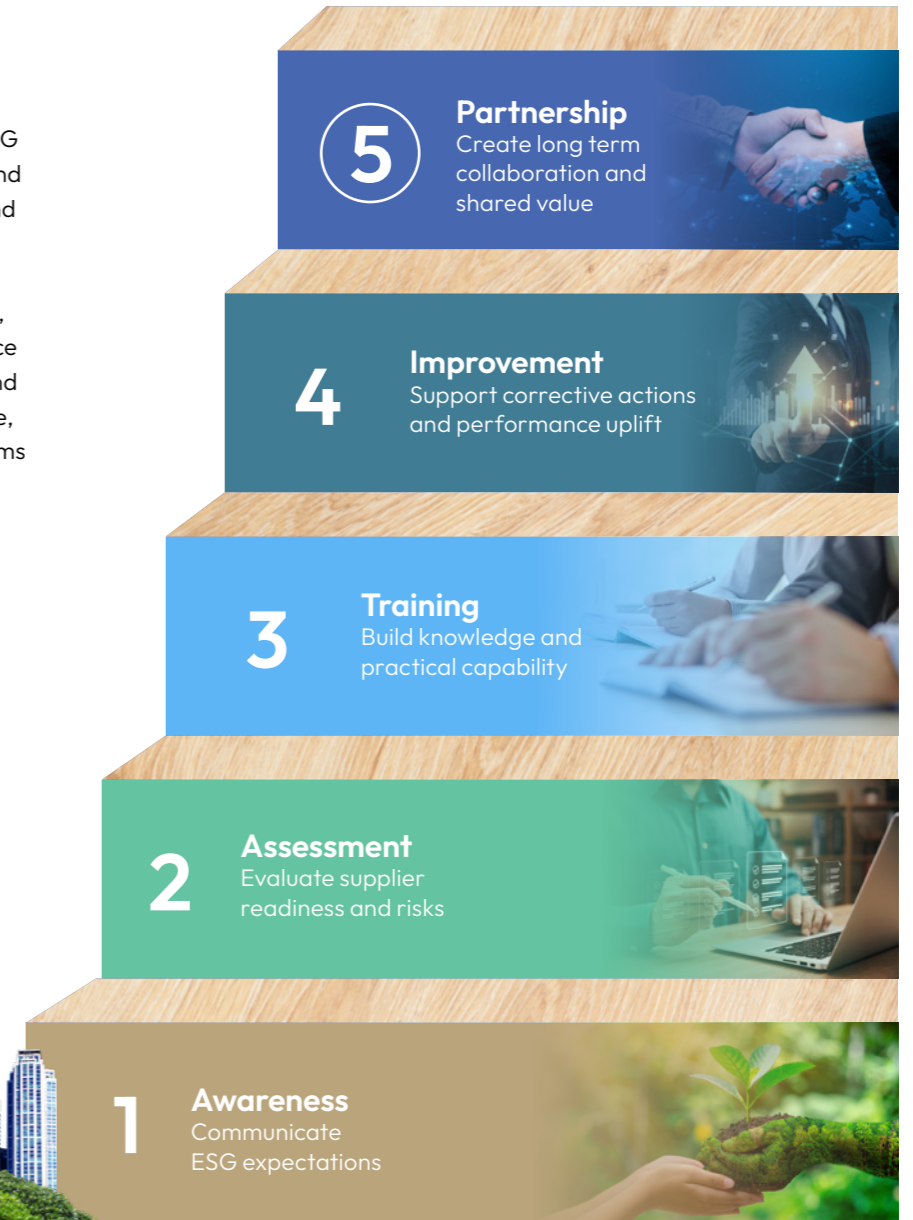 G
5
Partnership
Create long term
collaboration and
shared value
4
Improvement
Support corrective actions
and performance uplift
3
Training
Build knowledge and
practical capability
2
Assessment
Evaluate supplier
readiness and risks
1
Awareness
Communicate
ESG expectations